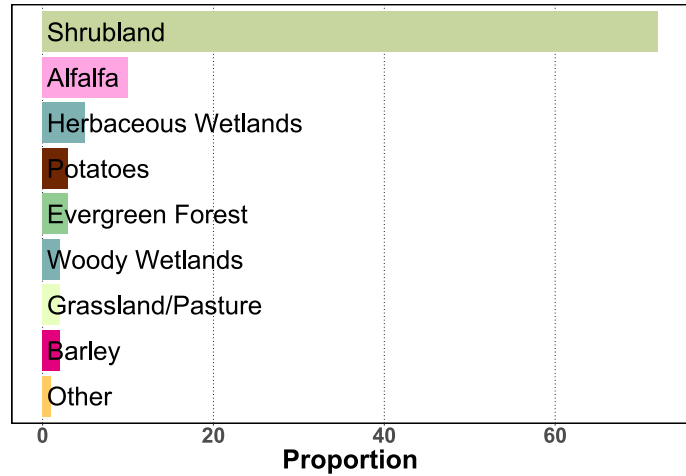 Shrubland
Alfalfa
Herbaceous Wetlands
Potatoes
Evergreen Forest
Woody Wetlands
Grassland/Pasture
Barley
Other
0 20 40 60
Proportion